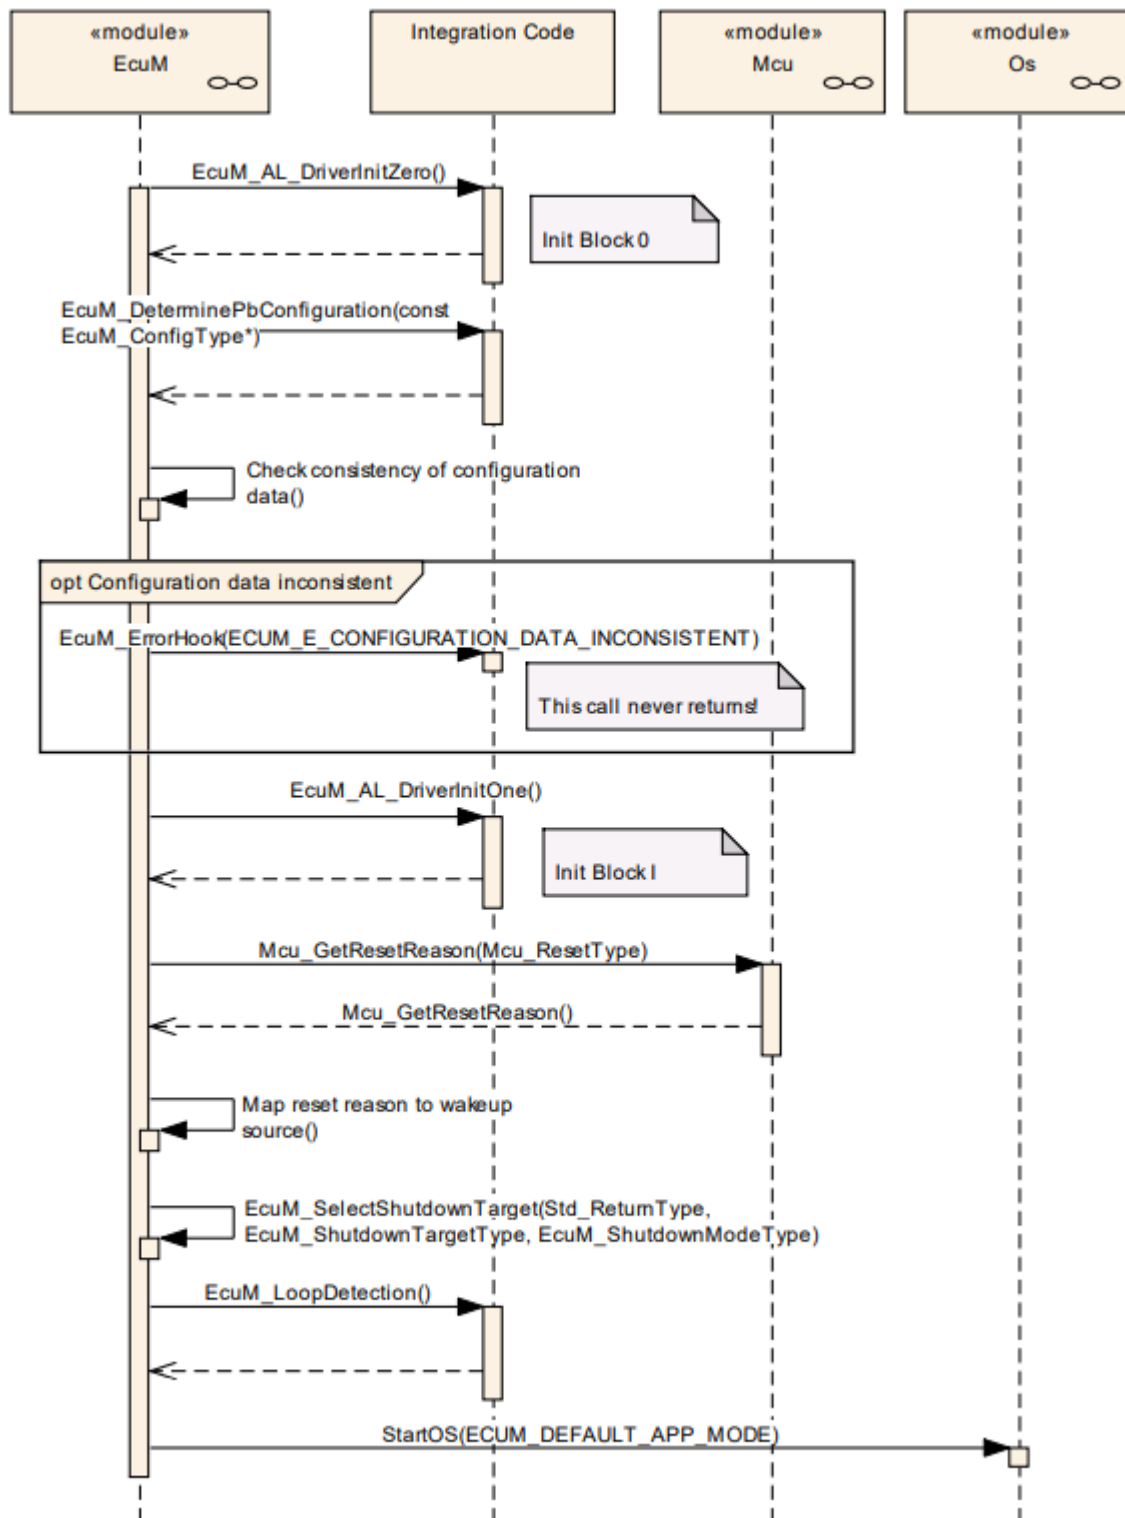 «module»
EcuM
Integration Code
«module»
Mcu
«module»
Os
EcuM_AL_DriverInitZero()
Init Block 0
EcuM_DeterminePbConfiguration(const
EcuM_ConfigType*)
Check consistency of configuration
data()
opt Configuration data inconsistent
EcuM_ErrorHook(ECUM_E_CONFIGURATION_DATA_INCONSISTENT)
This call never returns!
EcuM_AL_DriverInitOne()
Init Block I
Mcu_GetResetReason(Mcu_ResetType)
Mcu_GetResetReason()
Map reset reason to wakeup
source()
EcuM_SelectShutdownTarget(Std_ReturnType,
EcuM_ShutdownTargetType, EcuM_ShutdownModeType)
EcuM_LoopDetection()
StartOS(ECUM_DEFAULT_APP_MODE)